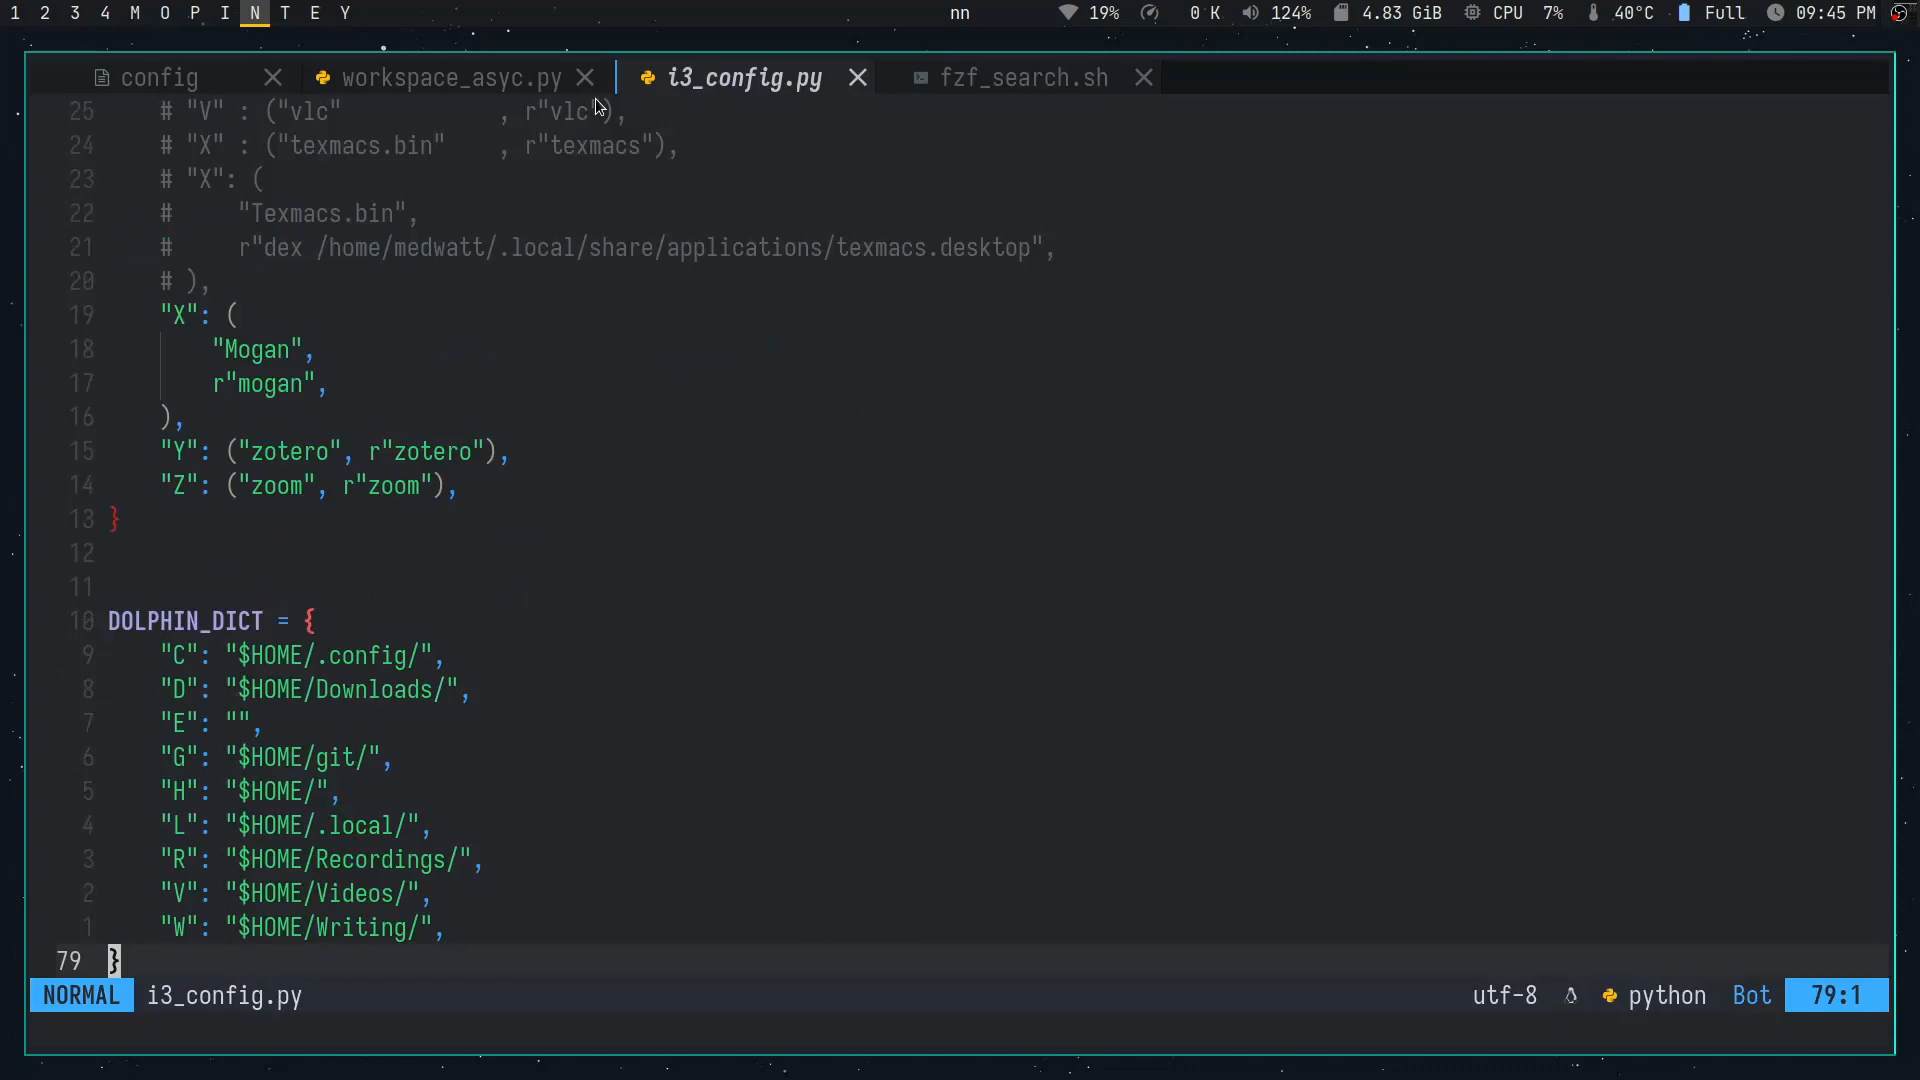 1 2 3 4 M O P I N T E Y nn 19% 0 K 124% 4.83 GiB CPU 7% 40°C Full 09:45 PM
config workspace_asyc.py i3_config.py fzf_search.sh
25 # "V" : ("vlc" , r"vlc"),
24 # "X" : ("texmacs.bin" , r"texmacs"),
23 # "X": (
22 # "Texmacs.bin",
21 # r"dex /home/medwatt/.local/share/applications/texmacs.desktop",
20 # ),
19 "X": (
18 "Mogan",
17 r"mogan",
16 ),
15 "Y": ("zotero", r"zotero"),
14 "Z": ("zoom", r"zoom"),
13 }
12
11
10 DOLPHIN_DICT = {
9 "C": "$HOME/.config/",
8 "D": "$HOME/Downloads/",
7 "E": "",
6 "G": "$HOME/git/",
5 "H": "$HOME/",
4 "L": "$HOME/.local/",
3 "R": "$HOME/Recordings/",
2 "V": "$HOME/Videos/",
1 "W": "$HOME/Writing/",
79 }
NORMAL i3_config.py utf-8 python Bot 79:1